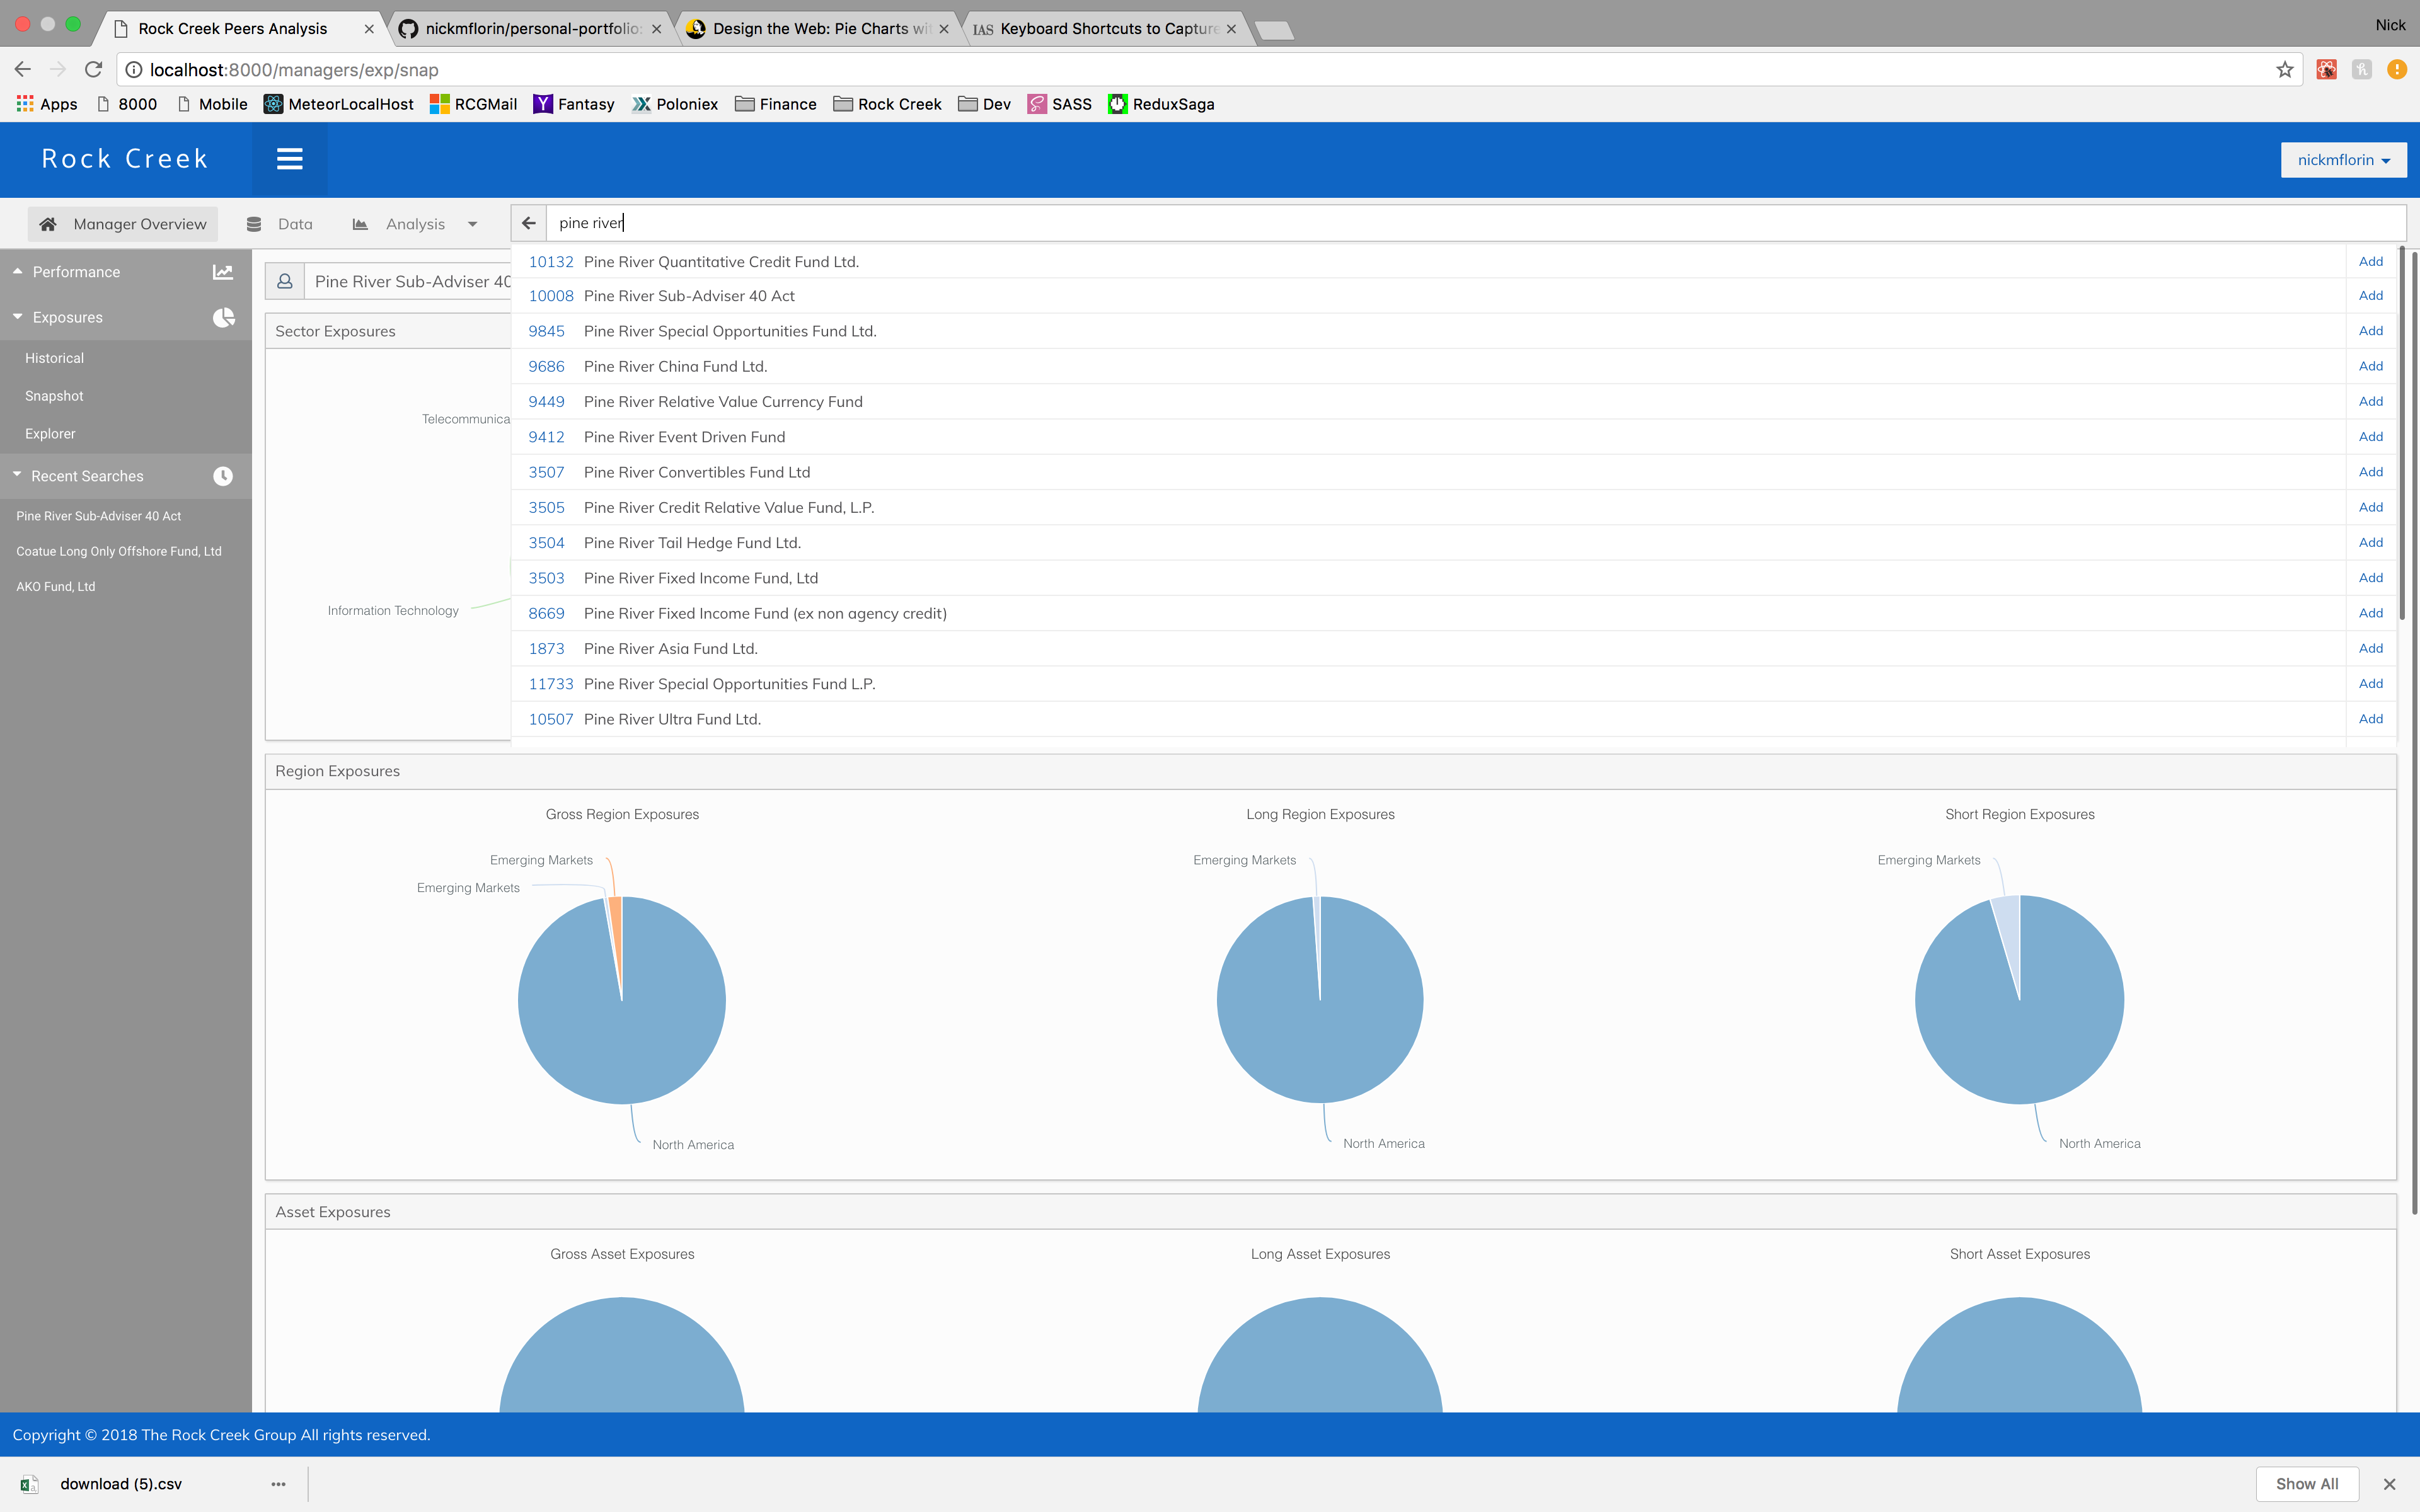 Rock Creek Peers Analysis
nickmflorin/personal-portfolio:
Design the Web: Pie Charts wit
IAS Keyboard Shortcuts to Capture
Nick
localhost:8000/managers/exp/snap
Apps 8000 Mobile MeteorLocalHost RCGMail Fantasy Poloniex Finance Rock Creek Dev SASS ReduxSaga
Rock Creek
nickmflorin
Manager Overview Data Analysis
pine river
Performance
Exposures
Historical
Snapshot
Explorer
Recent Searches
Pine River Sub-Adviser 40 Act
Coatue Long Only Offshore Fund, Ltd
AKO Fund, Ltd
Pine River Sub-Adviser 40
Sector Exposures
Telecommunica
Information Technology
10132 Pine River Quantitative Credit Fund Ltd. Add
10008 Pine River Sub-Adviser 40 Act Add
9845 Pine River Special Opportunities Fund Ltd. Add
9686 Pine River China Fund Ltd. Add
9449 Pine River Relative Value Currency Fund Add
9412 Pine River Event Driven Fund Add
3507 Pine River Convertibles Fund Ltd Add
3505 Pine River Credit Relative Value Fund, L.P. Add
3504 Pine River Tail Hedge Fund Ltd. Add
3503 Pine River Fixed Income Fund, Ltd Add
8669 Pine River Fixed Income Fund (ex non agency credit) Add
1873 Pine River Asia Fund Ltd. Add
11733 Pine River Special Opportunities Fund L.P. Add
10507 Pine River Ultra Fund Ltd. Add
Region Exposures
Gross Region Exposures
Emerging Markets
Emerging Markets
North America
Long Region Exposures
Emerging Markets
North America
Short Region Exposures
Emerging Markets
North America
Asset Exposures
Gross Asset Exposures
Long Asset Exposures
Short Asset Exposures
Copyright © 2018 The Rock Creek Group All rights reserved.
download (5).csv
Show All